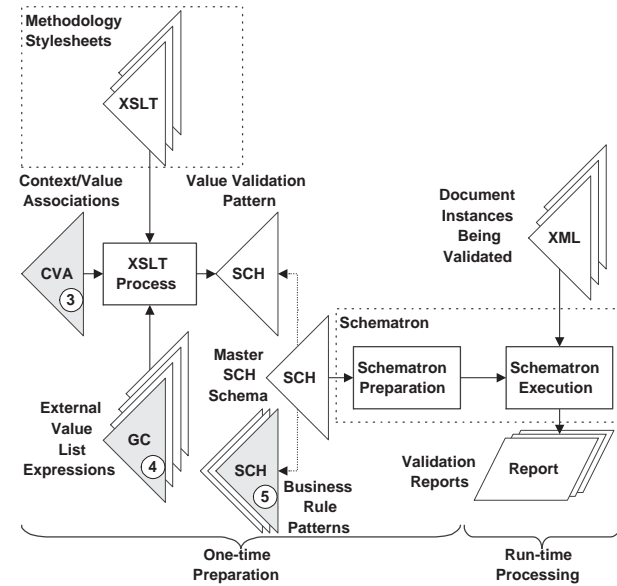 Methodology
Stylesheets
XSLT
Context/Value
Associations
Value Validation
Pattern
Document
Instances
Being
Validated
XML
CVA
3
XSLT
Process
SCH
Schematron
Master
SCH
Schema
SCH
Schematron
Preparation
Schematron
Execution
External
Value
List
Expressions
GC
4
SCH
5
Business
Rule
Patterns
Validation
Reports
Report
One-time
Preparation
Run-time
Processing